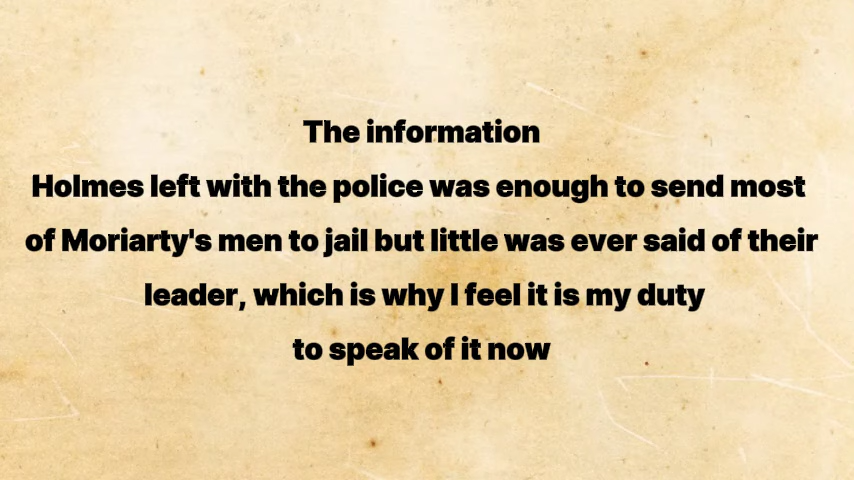 The information
Holmes left with the police was enough to send most
of Moriarty's men to jail but little was ever said of their
leader, which is why I feel it is my duty
to speak of it now